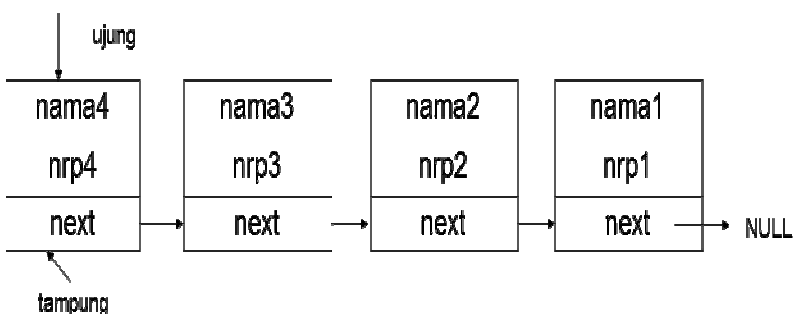 ujung
nama4 nama3 nama2 nama1
nrp4 nrp3 nrp2 nrp1
next next next next NULL
tampung